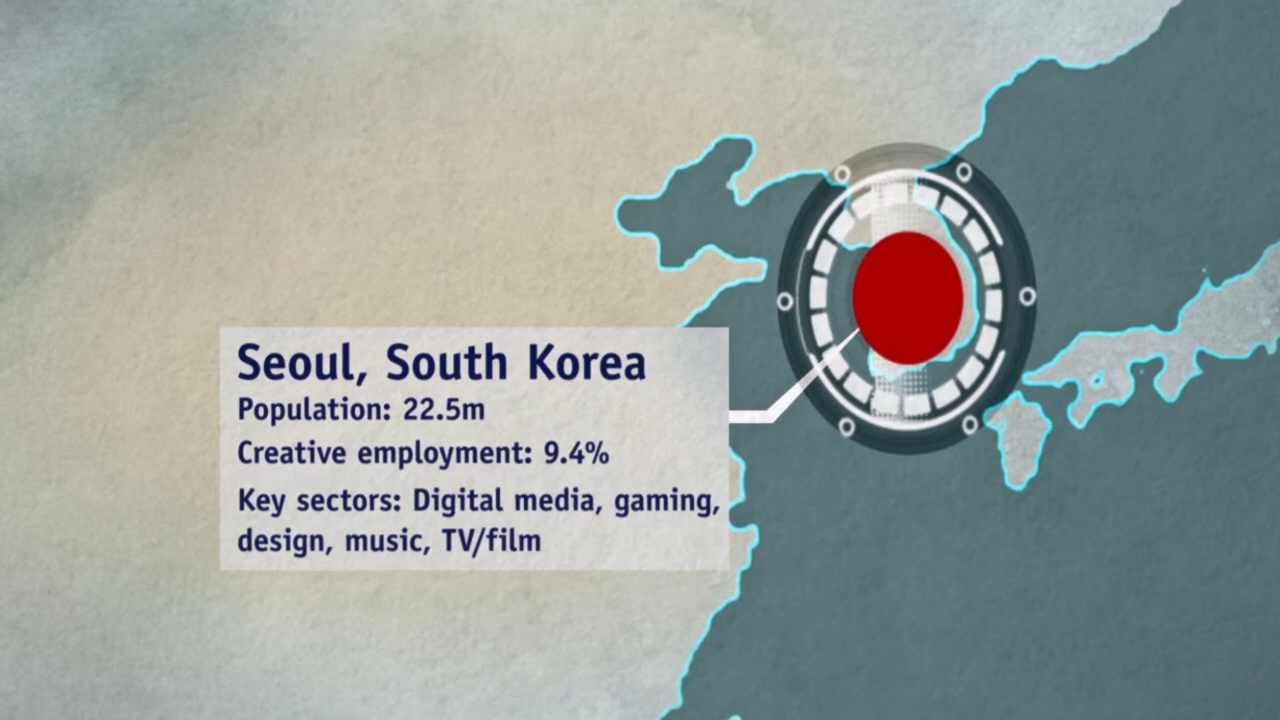 Seoul, South Korea
Population: 22.5m
Creative employment: 9.4%
Key sectors: Digital media, gaming,
design, music, TV/film